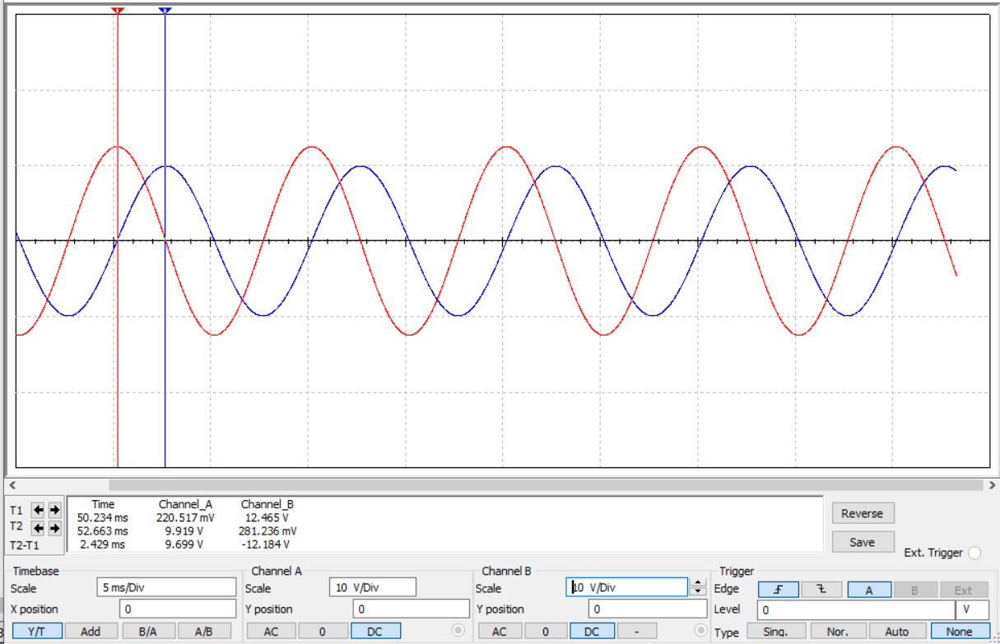 1 2
T1 T2 T2-T1
Time Channel_A Channel_B
50.234 ms 220.517 mV 12.465 V
52.663 ms 9.919 V 281.236 mV
2.429 ms 9.699 V -12.184 V
Reverse
Save
Ext. Trigger
Timebase
Scale 5 ms/Div
X position 0
Y/T Add B/A A/B
Channel A
Scale 10 V/Div
Y position 0
AC 0 DC
Channel B
Scale 10 V/Div
Y position 0
AC 0 DC -
Trigger
Edge A B Ext
Level 0 V
Type Sing. Nor. Auto None